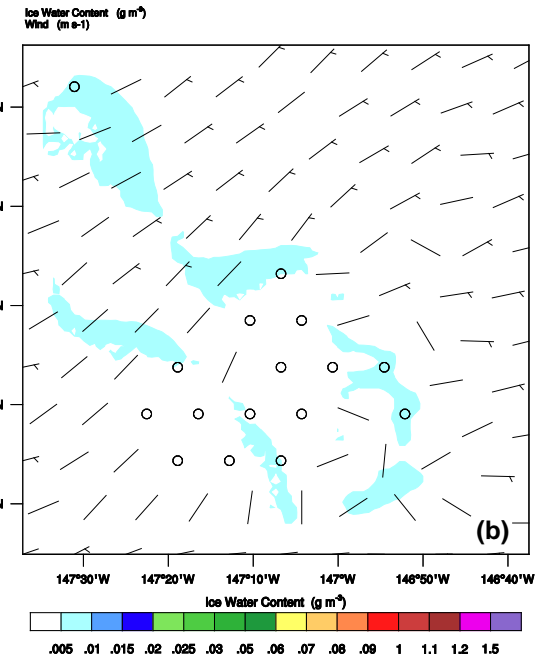 Ice Water Content (g m⁻³)
Wind (m s-1)
N
N
N
N
N
(b)
147°30'W 147°20'W 147°10'W 147°W 146°50'W 146°40'W
Ice Water Content (g m⁻³)
.005 .01 .015 .02 .025 .03 .05 .06 .07 .08 .09 1 1.1 1.2 1.5